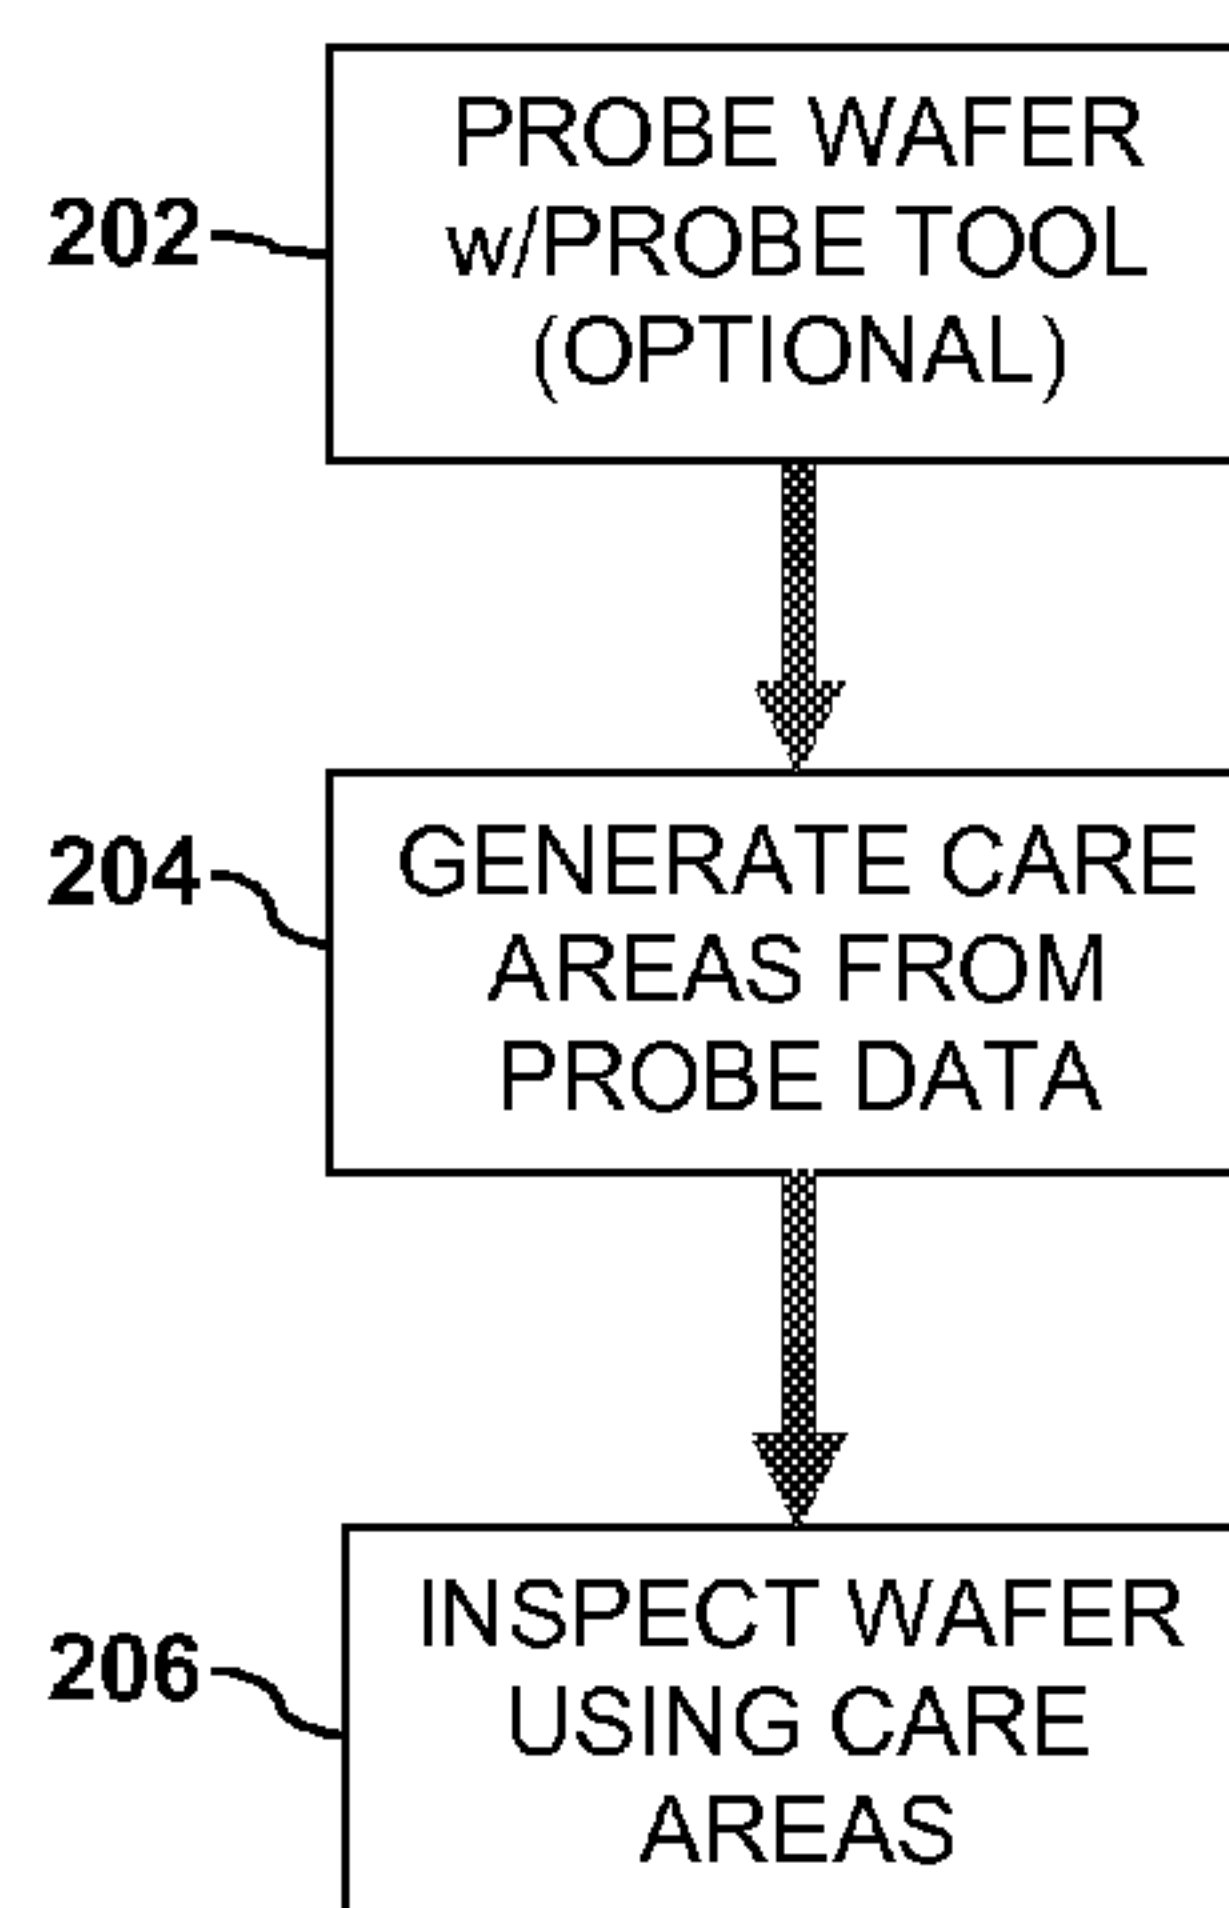 PROBE WAFER
202
w/PROBE TOOL
(OPTIONAL)
204
GENERATE CARE
AREAS FROM
PROBE DATA
INSPECT WAFER
206
USING CARE
AREAS